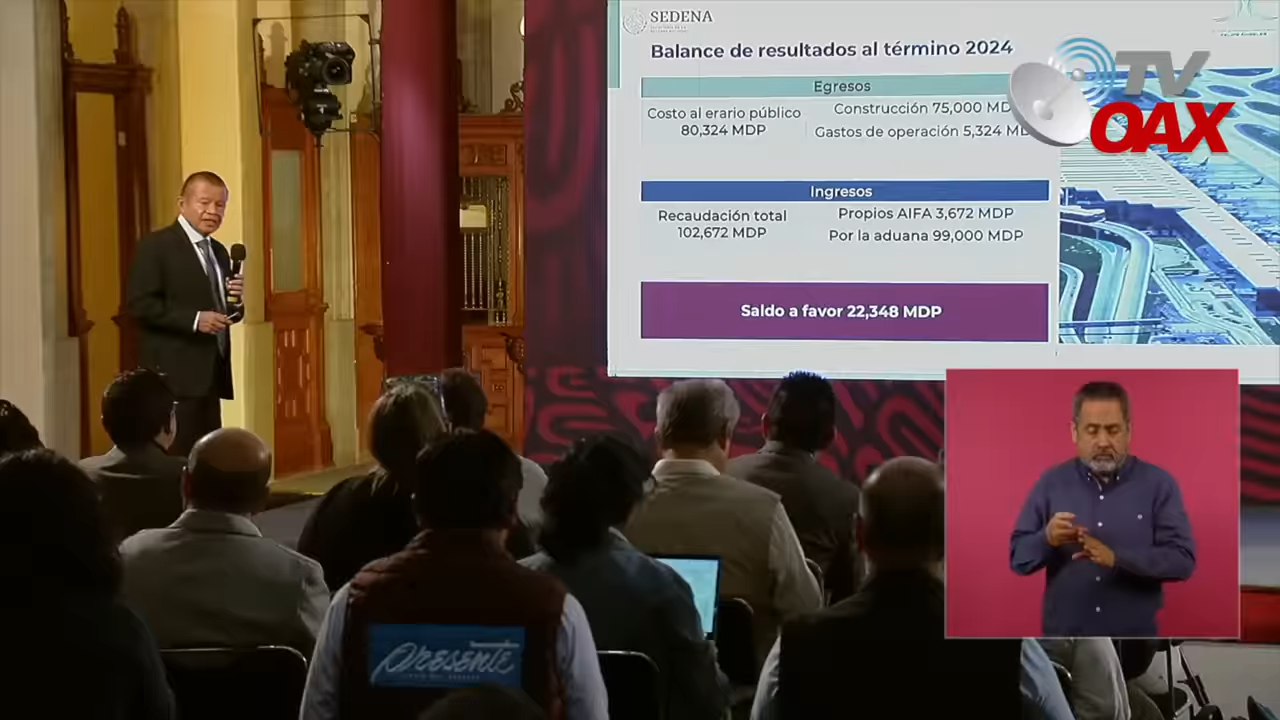 SEDENA
Balance de resultados al término 2024
Egresos
Costo al erario público
80,324 MDP
Construcción 75,000 MD
Gastos de operación 5,324 MD
Ingresos
Recaudación total
102,672 MDP
Propios AIFA 3,672 MDP
Por la aduana 99,000 MDP
Saldo a favor 22,348 MDP
TV
OAX
Presente